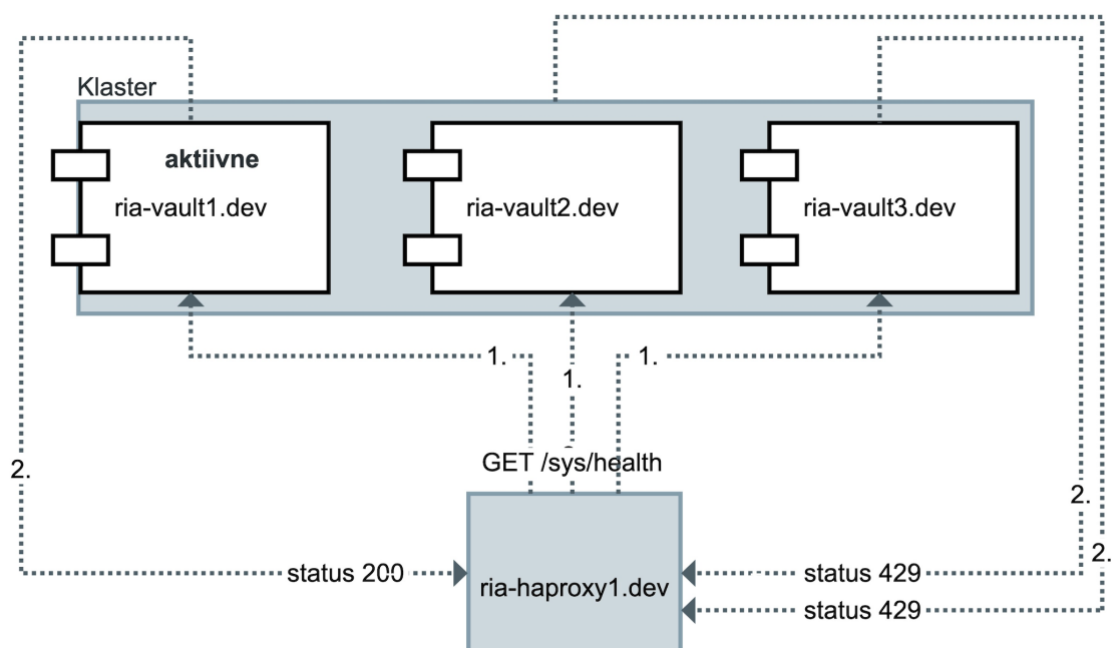 Klaster
aktiivne
ria-vault1.dev
ria-vault2.dev
ria-vault3.dev
1.
1.
1.
GET /sys/health
2.
2.
2.
status 200
ria-haproxy1.dev
status 429
status 429